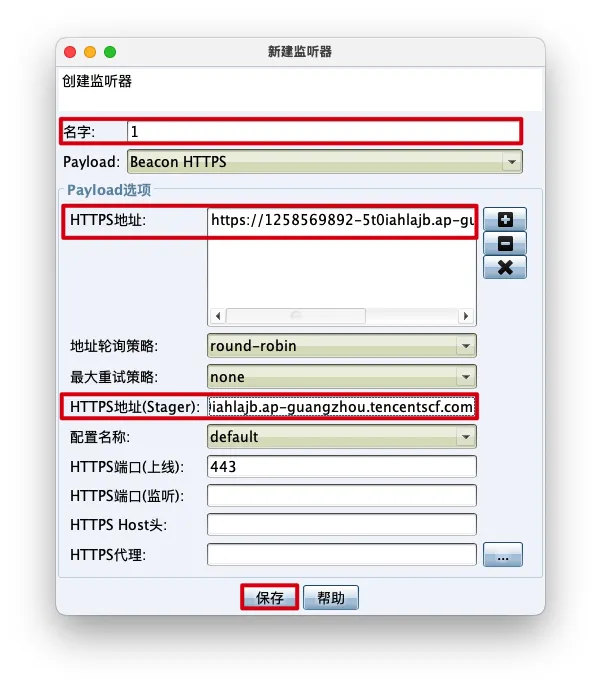 新建监听器
创建监听器
名字: 1
Payload: Beacon HTTPS
Payload选项
HTTPS地址: https://1258569892-5t0iahlajb.ap-gu
地址轮询策略: round-robin
最大重试策略: none
HTTPS地址(Stager): iahlajb.ap-guangzhou.tencentscf.com
配置名称: default
HTTPS端口(上线): 443
HTTPS端口(监听):
HTTPS Host头:
HTTPS代理: ...
保存 帮助